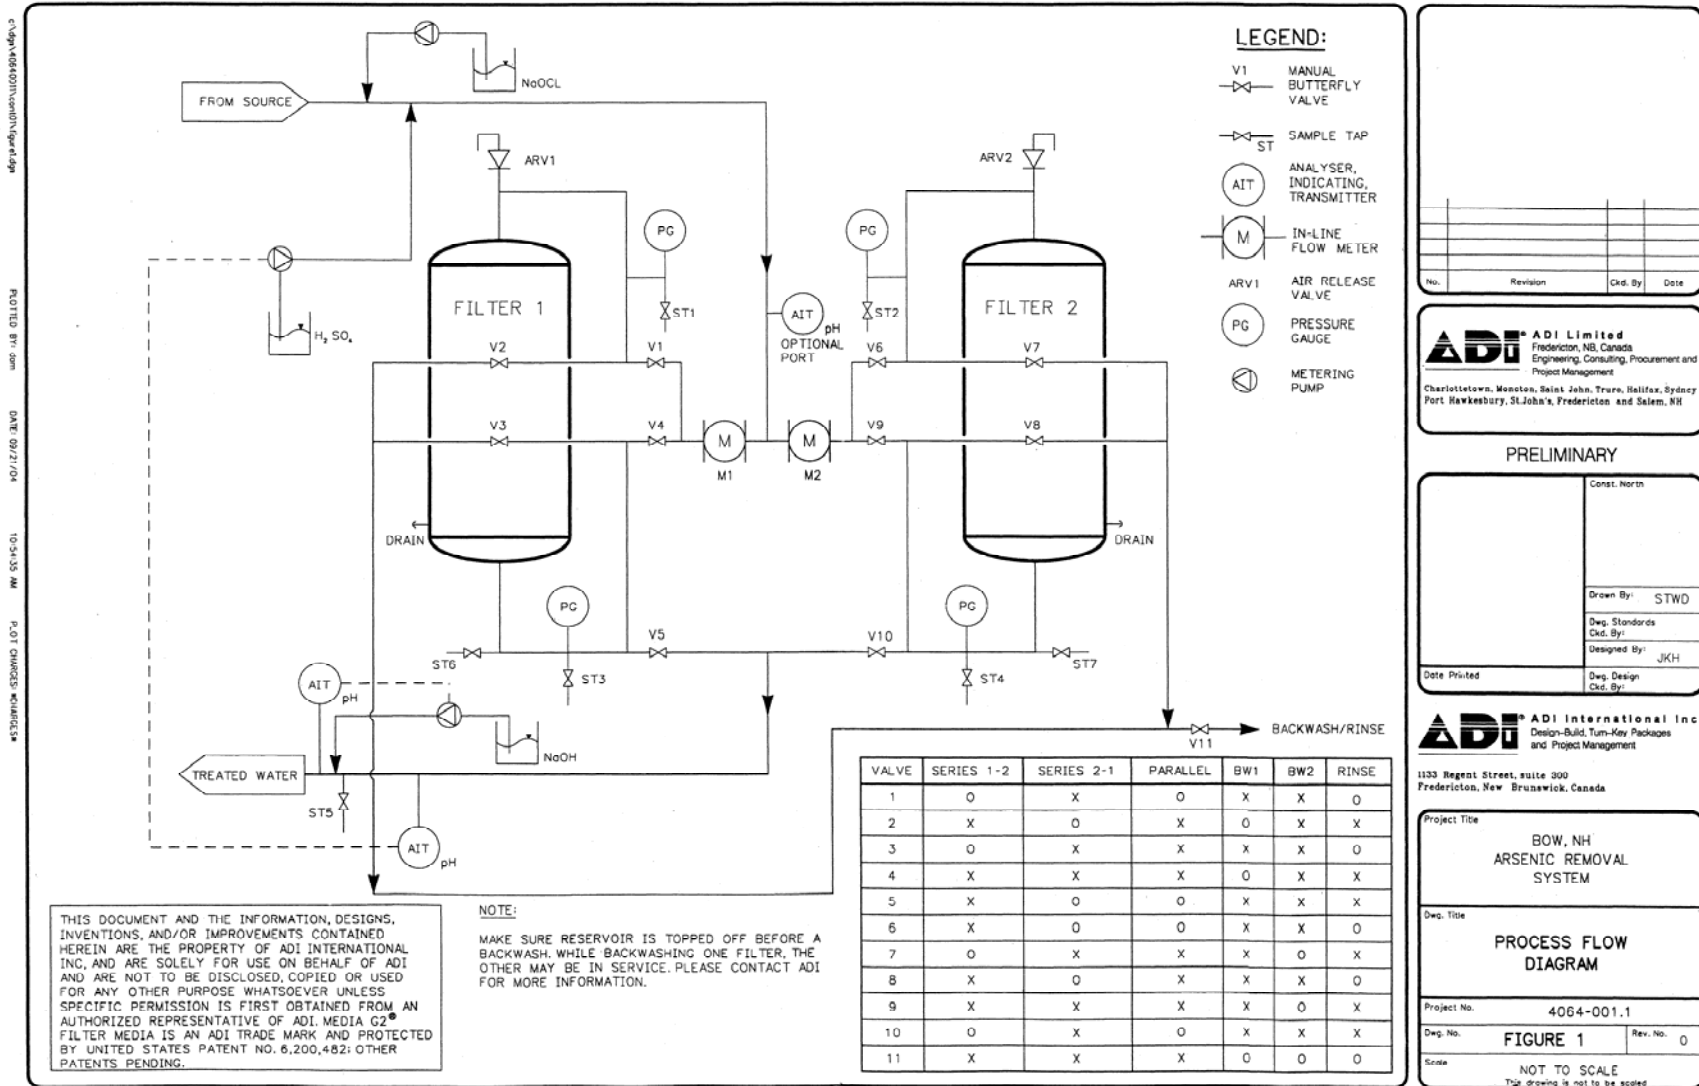 c:\dgn\4064001\cont01\figure1.dgn
PLOTTED BY: dom
DATE: 09/21/04
10:54:35 AM
PLOT CHARGES: #CHARGES#
FROM SOURCE
NaOCL
ARV1
ARV2
PG
PG
FILTER 1
FILTER 2
ST1
ST2
AIT
pH
OPTIONAL
PORT
H₂ SO₄
V2
V1
V6
V7
V3
V4
V9
V8
M
M
M1
M2
DRAIN
DRAIN
PG
PG
V5
V10
ST6
ST3
ST4
ST7
AIT
pH
NaOH
TREATED WATER
ST5
AIT
pH
V11
BACKWASH/RINSE
LEGEND:
V1
MANUAL
BUTTERFLY
VALVE
ST
SAMPLE TAP
AIT
ANALYSER,
INDICATING,
TRANSMITTER
M
IN-LINE
FLOW METER
ARV1
AIR RELEASE
VALVE
PG
PRESSURE
GAUGE
METERING
PUMP
VALVE SERIES 1-2 SERIES 2-1 PARALLEL BW1 BW2 RINSE
1 O X O X X O
2 X O X O X X
3 O X X X X O
4 X X X O X X
5 X O O X X X
6 X O O X X O
7 O X X X O X
8 X O X X X O
9 X X X X O X
10 O X O X X X
11 X X X O O O
THIS DOCUMENT AND THE INFORMATION, DESIGNS,
INVENTIONS, AND/OR IMPROVEMENTS CONTAINED
HEREIN ARE THE PROPERTY OF ADI INTERNATIONAL
INC, AND ARE SOLELY FOR USE ON BEHALF OF ADI
AND ARE NOT TO BE DISCLOSED, COPIED OR USED
FOR ANY OTHER PURPOSE WHATSOEVER UNLESS
SPECIFIC PERMISSION IS FIRST OBTAINED FROM AN
AUTHORIZED REPRESENTATIVE OF ADI. MEDIA G2®
FILTER MEDIA IS AN ADI TRADE MARK AND PROTECTED
BY UNITED STATES PATENT NO. 6,200,482; OTHER
PATENTS PENDING.
NOTE:
MAKE SURE RESERVOIR IS TOPPED OFF BEFORE A
BACKWASH. WHILE BACKWASHING ONE FILTER, THE
OTHER MAY BE IN SERVICE. PLEASE CONTACT ADI
FOR MORE INFORMATION.
No. Revision Ckd. By Date
ADI® ADI Limited
Fredericton, NB, Canada
Engineering, Consulting, Procurement and
Project Management
Charlottetown, Moncton, Saint John, Truro, Halifax, Sydney
Port Hawkesbury, St.John's, Fredericton and Salem, NH
PRELIMINARY
Const. North
Drawn By: STWD
Dwg. Standards
Ckd. By:
Designed By: JKH
Date Printed
Dwg. Design
Ckd. By:
ADI® ADI International Inc
Design-Build, Turn-Key Packages
and Project Management
1133 Regent Street, suite 300
Fredericton, New Brunswick, Canada
Project Title
BOW, NH
ARSENIC REMOVAL
SYSTEM
Dwg. Title
PROCESS FLOW
DIAGRAM
Project No. 4064-001.1
Dwg. No. FIGURE 1 Rev. No. 0
Scale NOT TO SCALE
This drawing is not to be scaled